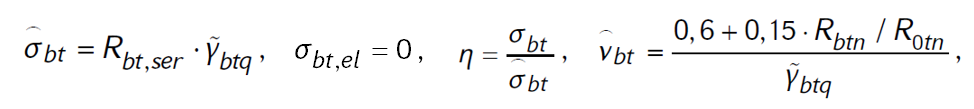 σ̂_bt = R_bt,ser · γ̃_btq, σ_bt,el = 0, η = σ_bt / σ̂_bt, ν̂_bt = (0,6 + 0,15 · R_btn / R_0tn) / γ̃_btq,